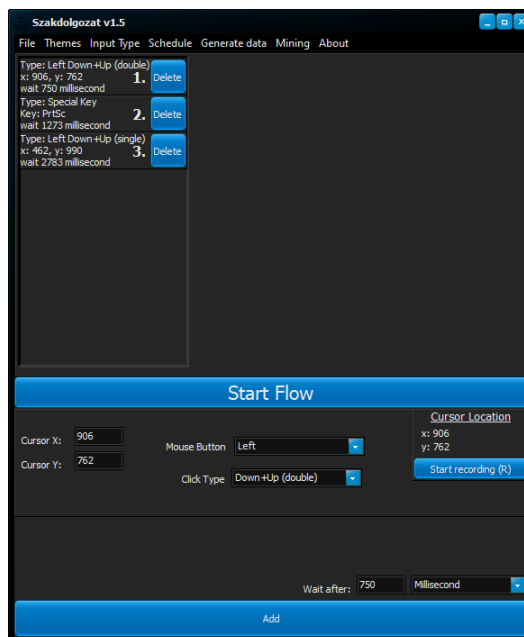 Szakdolgozat v1.5
File Themes Input Type Schedule Generate data Mining About
Type: Left Down+Up (double)
x: 906, y: 762
wait 750 millisecond
1.
Delete
Type: Special Key
Key: PrtSc
wait 1273 millisecond
2.
Delete
Type: Left Down+Up (single)
x: 462, y: 990
wait 2783 millisecond
3.
Delete
Start Flow
Cursor X: 906
Cursor Y: 762
Mouse Button Left
Click Type Down+Up (double)
Cursor Location
x: 906
y: 762
Start recording (R)
Wait after: 750 Millisecond
Add